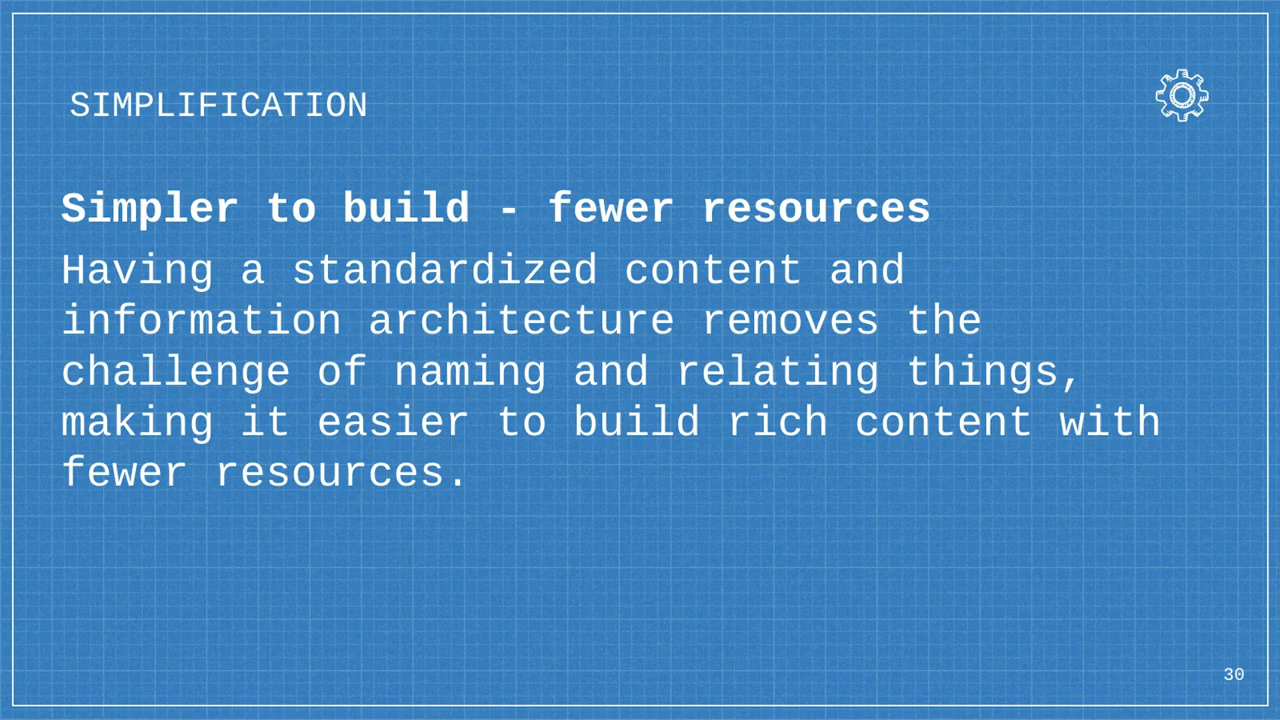 SIMPLIFICATION
Simpler to build - fewer resources
Having a standardized content and
information architecture removes the
challenge of naming and relating things,
making it easier to build rich content with
fewer resources.
30